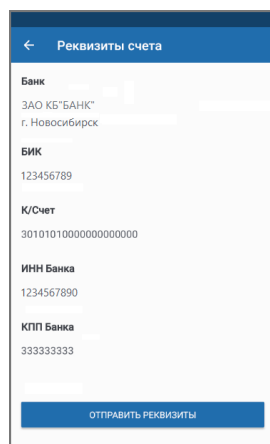 Реквизиты счета
Банк
ЗАО КБ"БАНК"
г. Новосибирск
БИК
123456789
К/Счет
30101010000000000000
ИНН Банка
1234567890
КПП Банка
333333333
ОТПРАВИТЬ РЕКВИЗИТЫ